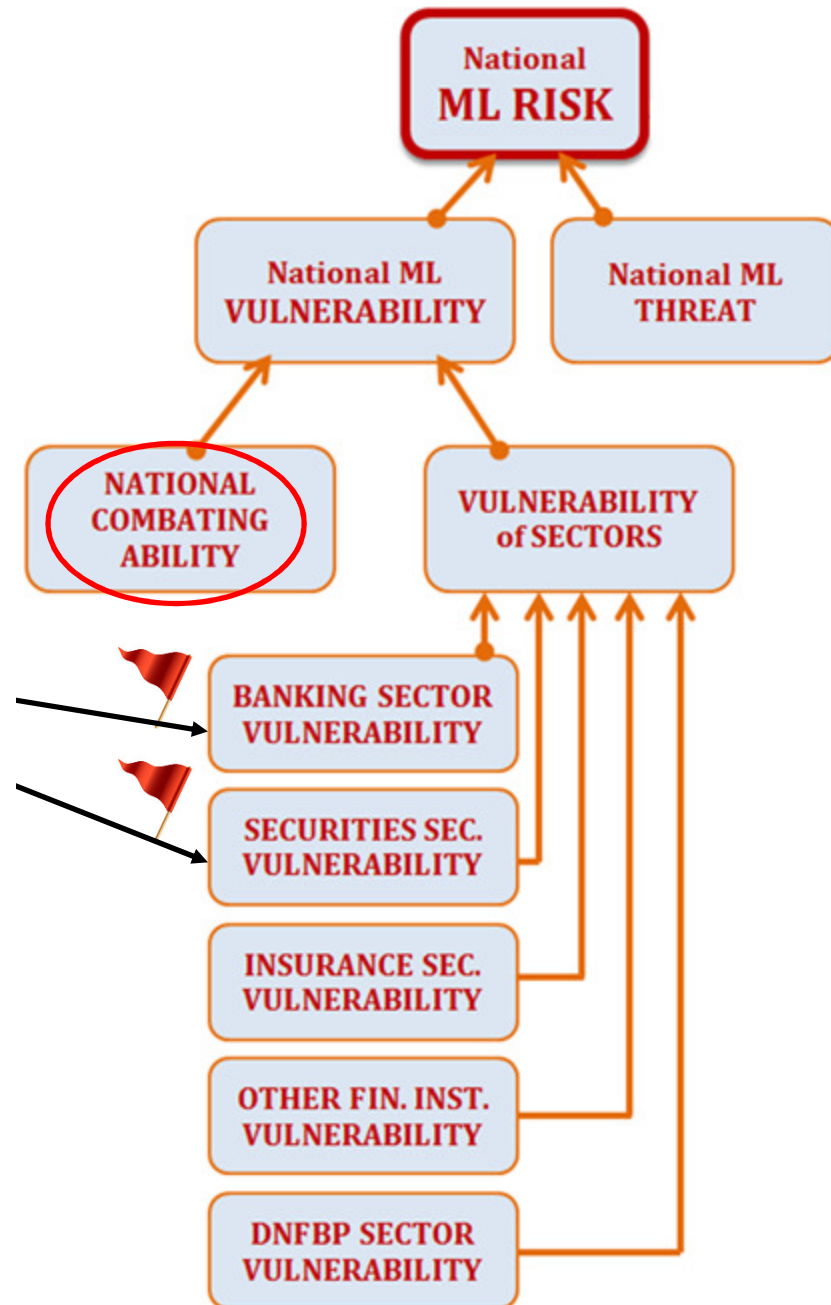 National
ML RISK
National ML
VULNERABILITY
National ML
THREAT
NATIONAL
COMBATING
ABILITY
VULNERABILITY
of SECTORS
BANKING SECTOR
VULNERABILITY
SECURITIES SEC.
VULNERABILITY
INSURANCE SEC.
VULNERABILITY
OTHER FIN. INST.
VULNERABILITY
DNFBP SECTOR
VULNERABILITY